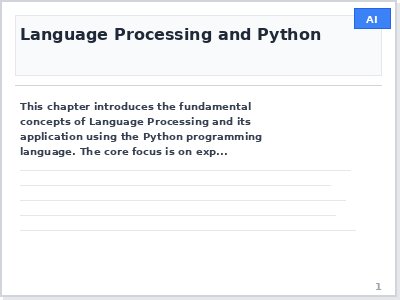 AI
Language Processing and Python
This chapter introduces the fundamental
concepts of Language Processing and its
application using the Python programming
language. The core focus is on exp...
1